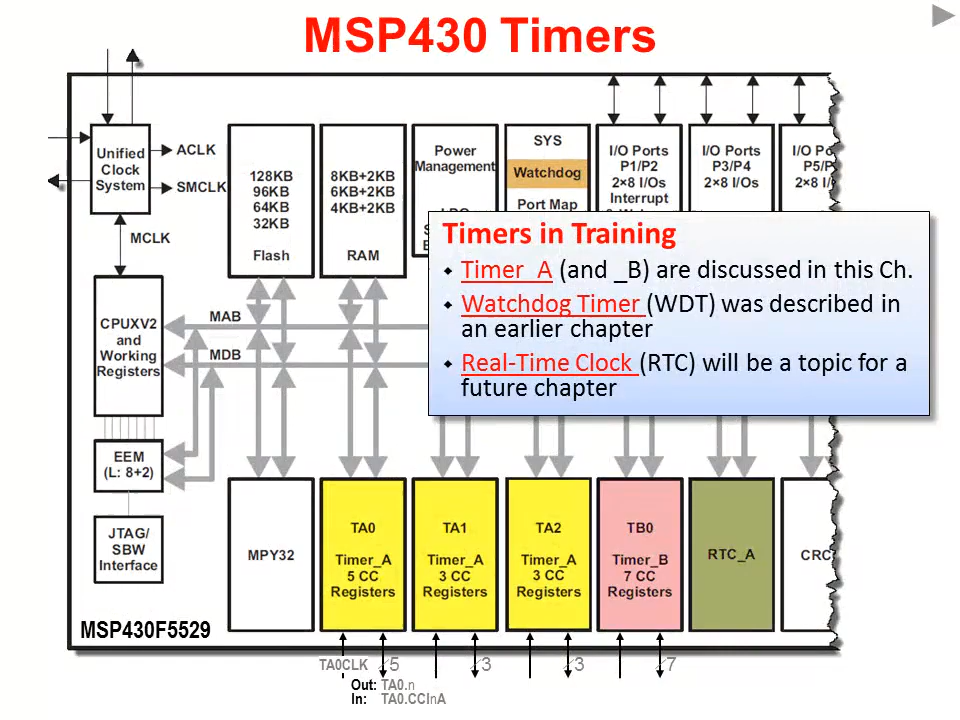 MSP430 Timers
Unified
Clock
System
ACLK
SMCLK
MCLK
128KB
96KB
64KB
32KB
Flash
8KB+2KB
6KB+2KB
4KB+2KB
RAM
Power
Management
SYS
Watchdog
Port Map
I/O Ports
P1/P2
2×8 I/Os
Interrupt
I/O Ports
P3/P4
2×8 I/Os
I/O
P5/
2×8 I/
Timers in Training
Timer_A (and _B) are discussed in this Ch.
Watchdog Timer (WDT) was described in
an earlier chapter
Real-Time Clock (RTC) will be a topic for a
future chapter
CPUXV2
and
Working
Registers
MAB
MDB
EEM
(L: 8+2)
JTAG/
SBW
Interface
MPY32
TA0
Timer_A
5 CC
Registers
TA1
Timer_A
3 CC
Registers
TA2
Timer_A
3 CC
Registers
TB0
Timer_B
7 CC
Registers
RTC_A
CRC
MSP430F5529
TA0CLK
5
3
3
7
Out: TA0.n
In: TA0.CCInA